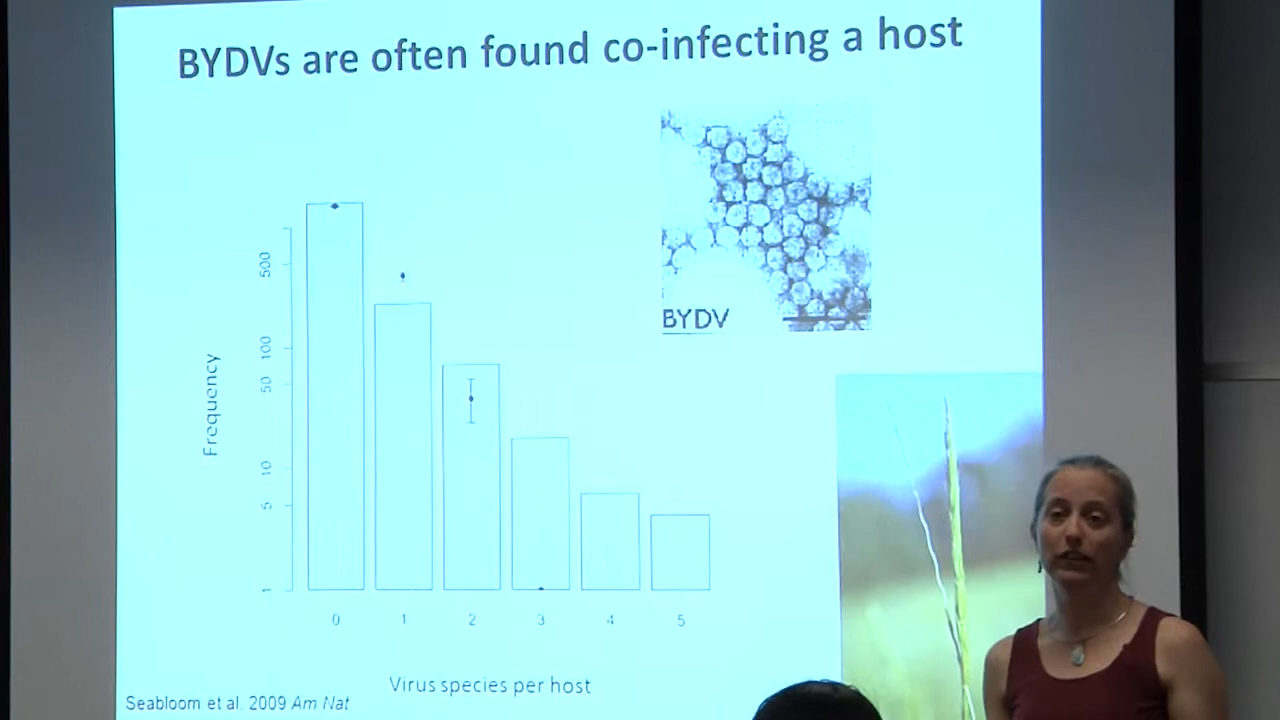 BYDVs are often found co-infecting a host
BYDV
Frequency
500
100
50
10
5
1
0 1 2 3 4 5
Virus species per host
Seabloom et al. 2009 Am Nat